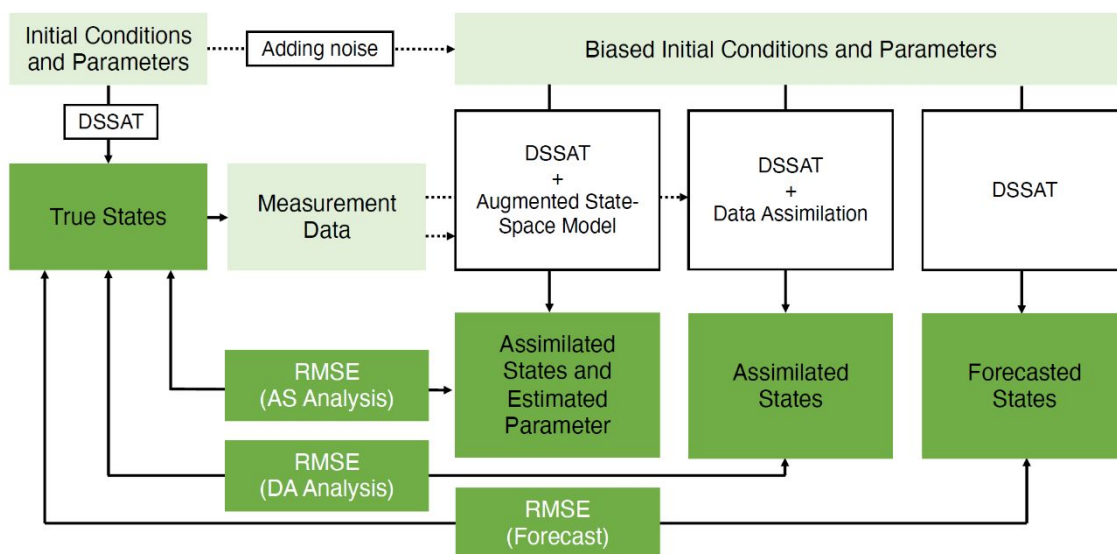 Initial Conditions
and Parameters
Adding noise
Biased Initial Conditions and Parameters
DSSAT
True States
Measurement
Data
DSSAT
+
Augmented State-
Space Model
DSSAT
+
Data Assimilation
DSSAT
Assimilated
States and
Estimated
Parameter
Assimilated
States
Forecasted
States
RMSE
(AS Analysis)
RMSE
(DA Analysis)
RMSE
(Forecast)